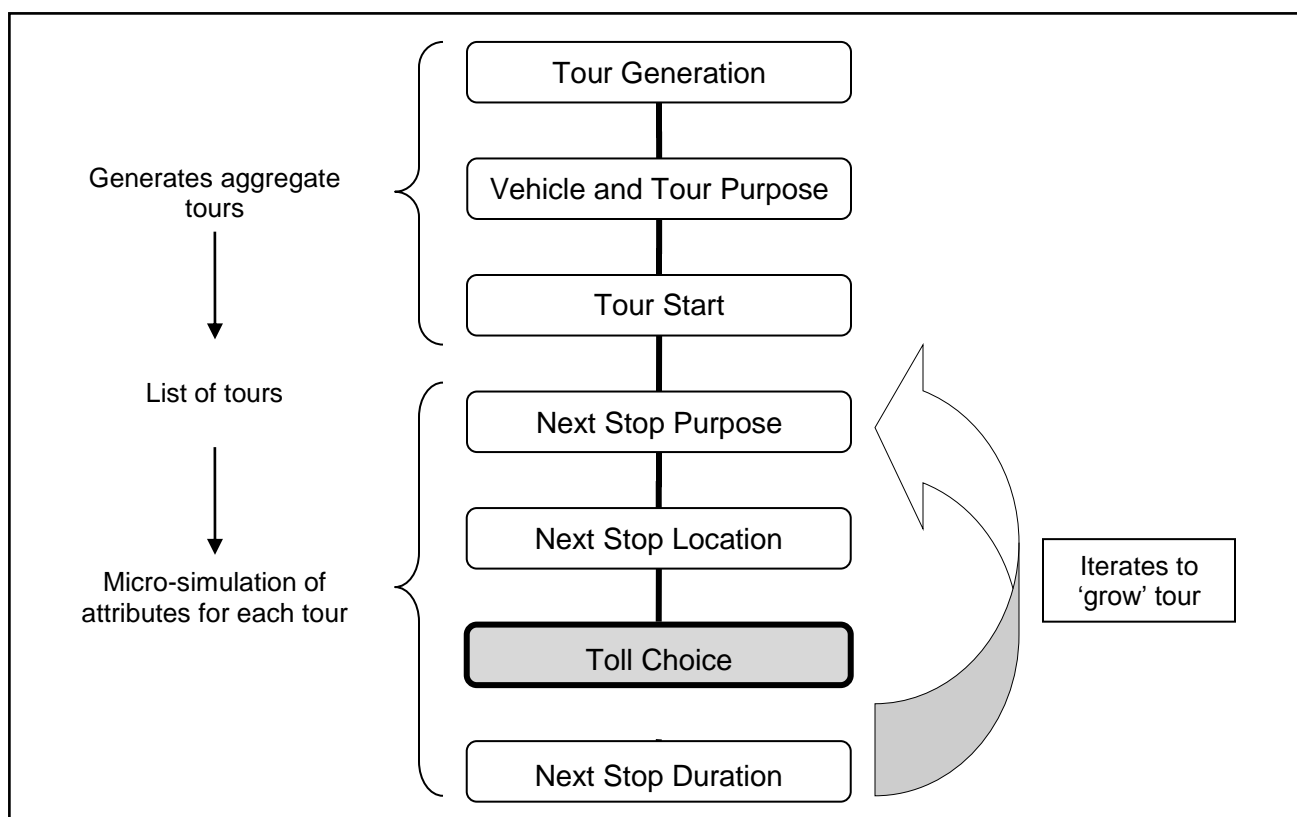 Tour Generation
Vehicle and Tour Purpose
Generates aggregate
tours
Tour Start
List of tours
Next Stop Purpose
Next Stop Location
Iterates to
‘grow’ tour
Micro-simulation of
attributes for each tour
Toll Choice
Next Stop Duration